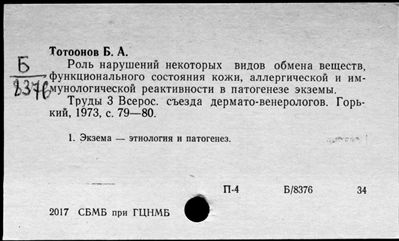 Тотоонов Б. А.
Б
8376
Роль нарушений некоторых видов обмена веществ,
функционального состояния кожи, аллергической и им-
мунологической реактивности в патогенезе экземы.
Труды 3 Всерос. съезда дермато-венерологов. Горь-
кий, 1973, с. 79—80.
1. Экзема — этиология и патогенез.
П-4 Б/8376 34
2017 СБМБ при ГЦНМБ